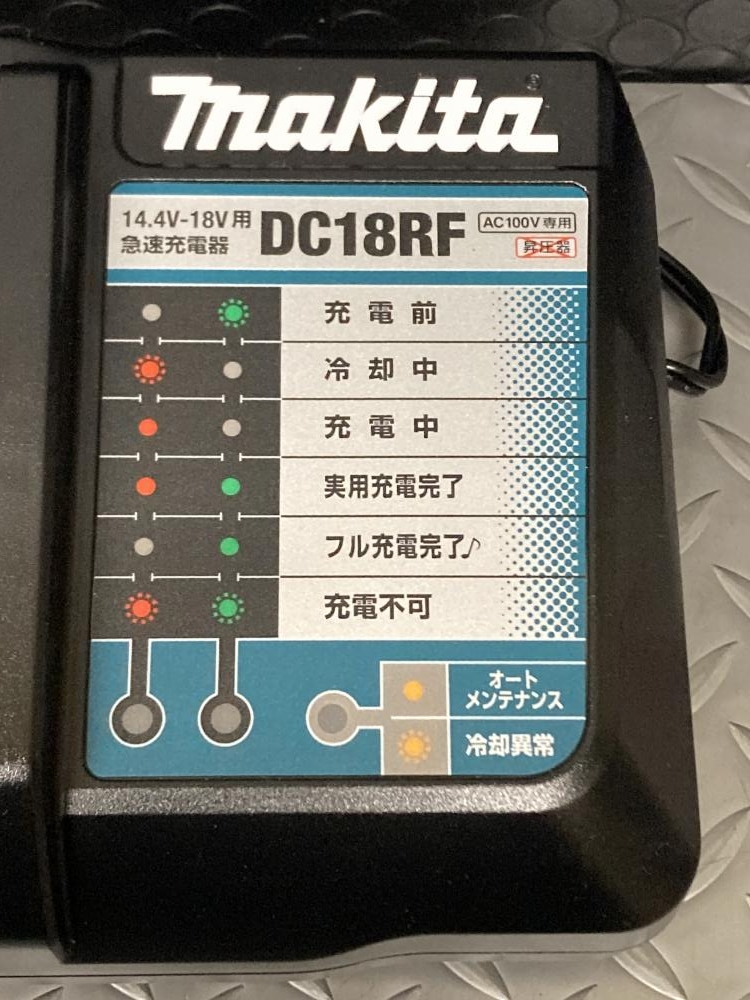 makita
14.4V-18V用
急速充電器
DC18RF
AC100V専用
昇圧器
充電前
冷却中
充電中
実用充電完了
フル充電完了♪
充電不可
オート
メンテナンス
冷却異常